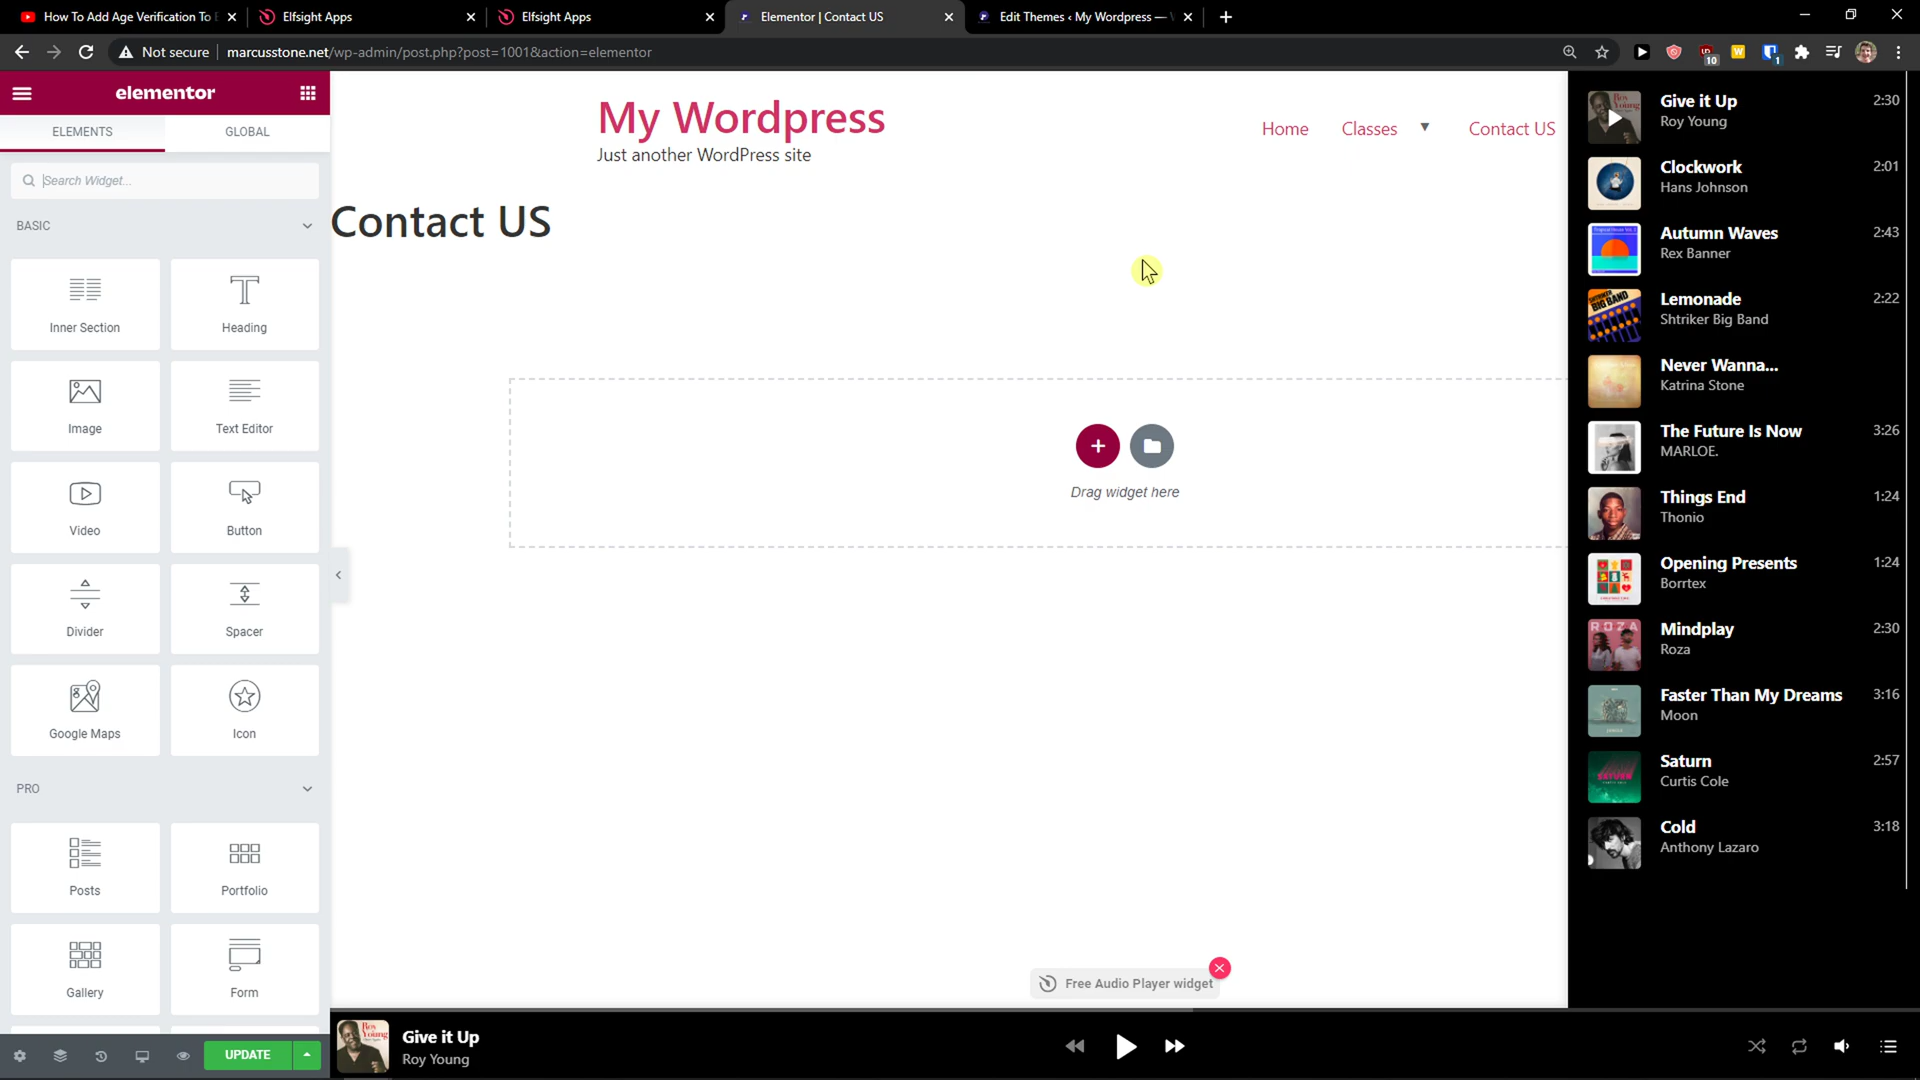 How To Add Age Verification To
Elfsight Apps
Elfsight Apps
Elementor | Contact US
Edit Themes ‹ My Wordpress —
Not secure
marcusstone.net/wp-admin/post.php?post=1001&action=elementor
10
W
1
elementor
ELEMENTS
GLOBAL
Search Widget...
BASIC
Inner Section
Heading
Image
Text Editor
Video
Button
Divider
Spacer
Google Maps
Icon
PRO
Posts
Portfolio
Gallery
Form
UPDATE
My Wordpress
Just another WordPress site
Home
Classes
Contact US
Contact US
Drag widget here
Free Audio Player widget
Give it Up
Roy Young
2:30
Clockwork
Hans Johnson
2:01
Autumn Waves
Rex Banner
2:43
Lemonade
Shtriker Big Band
2:22
Never Wanna...
Katrina Stone
The Future Is Now
MARLOE.
3:26
Things End
Thonio
1:24
Opening Presents
Borrtex
1:24
ROZA
Mindplay
Roza
2:30
Faster Than My Dreams
Moon
3:16
SATURN
Saturn
Curtis Cole
2:57
Cold
Anthony Lazaro
3:18
Give it Up
Roy Young